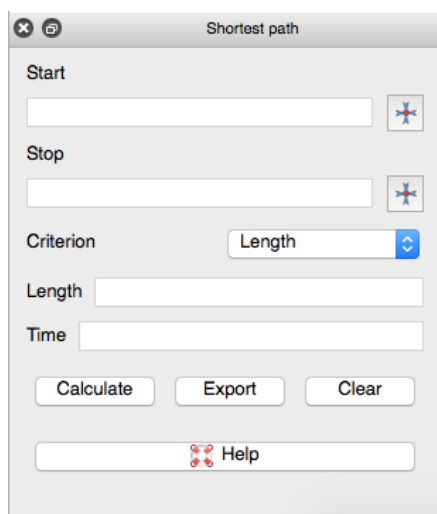 Shortest path
Start
Stop
Criterion Length
Length
Time
Calculate Export Clear
Help